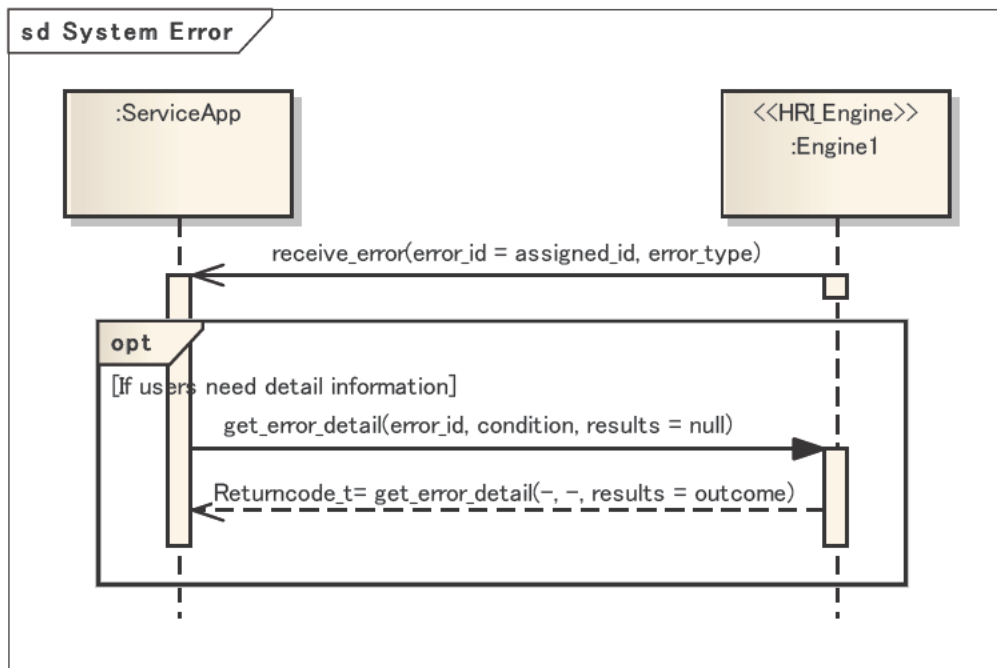 sd System Error
:ServiceApp
<<HRI_Engine>>
:Engine1
receive_error(error_id = assigned_id, error_type)
opt
[If users need detail information]
get_error_detail(error_id, condition, results = null)
Returncode_t= get_error_detail(-, -, results = outcome)